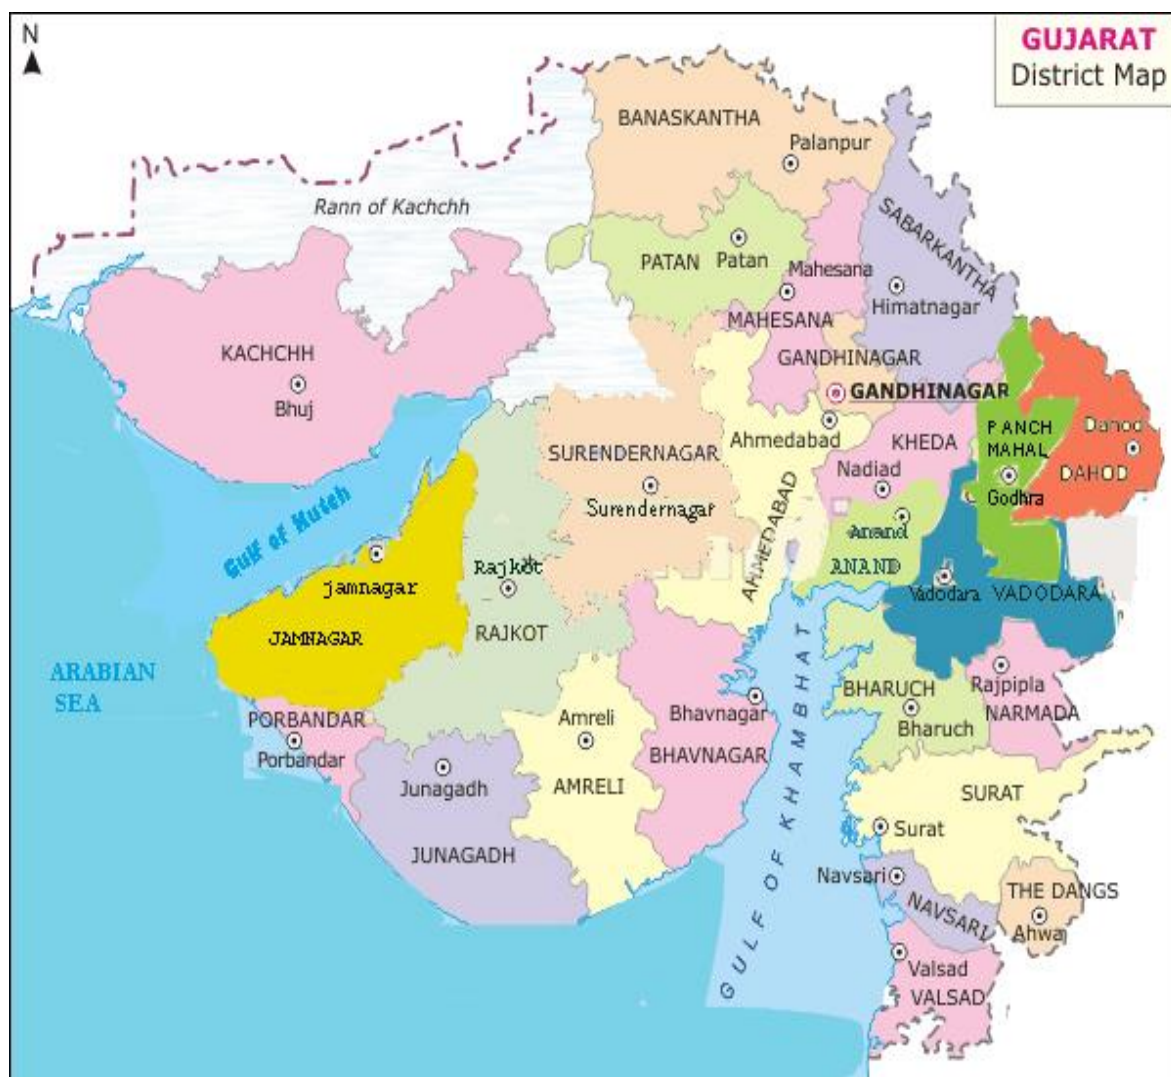 N
GUJARAT
District Map
BANASKANTHA
Palanpur
Rann of Kachchh
SABARKANTHA
PATAN
Patan
Mahesana
Himatnagar
MAHESANA
KACHCHH
GANDHINAGAR
Bhuj
GANDHINAGAR
Ahmedabad
KHEDA
PANCH
MAHAL
Danod
SURENDERNAGAR
Nadiad
DAHOD
Surendernagar
Godhra
Gulf of Kutch
AHMEDABAD
Anand
ANAND
jamnagar
Rajkot
Vadodara
VADODARA
JAMNAGAR
RAJKOT
ARABIAN
SEA
BHARUCH
Rajpipla
PORBANDAR
Amreli
Bhavnagar
Bharuch
NARMADA
Porbandar
BHAVNAGAR
Junagadh
AMRELI
SURAT
GULF OF KHAMBHAT
Surat
JUNAGADH
Navsari
THE DANGS
NAVSARI
Ahwa
Valsad
VALSAD